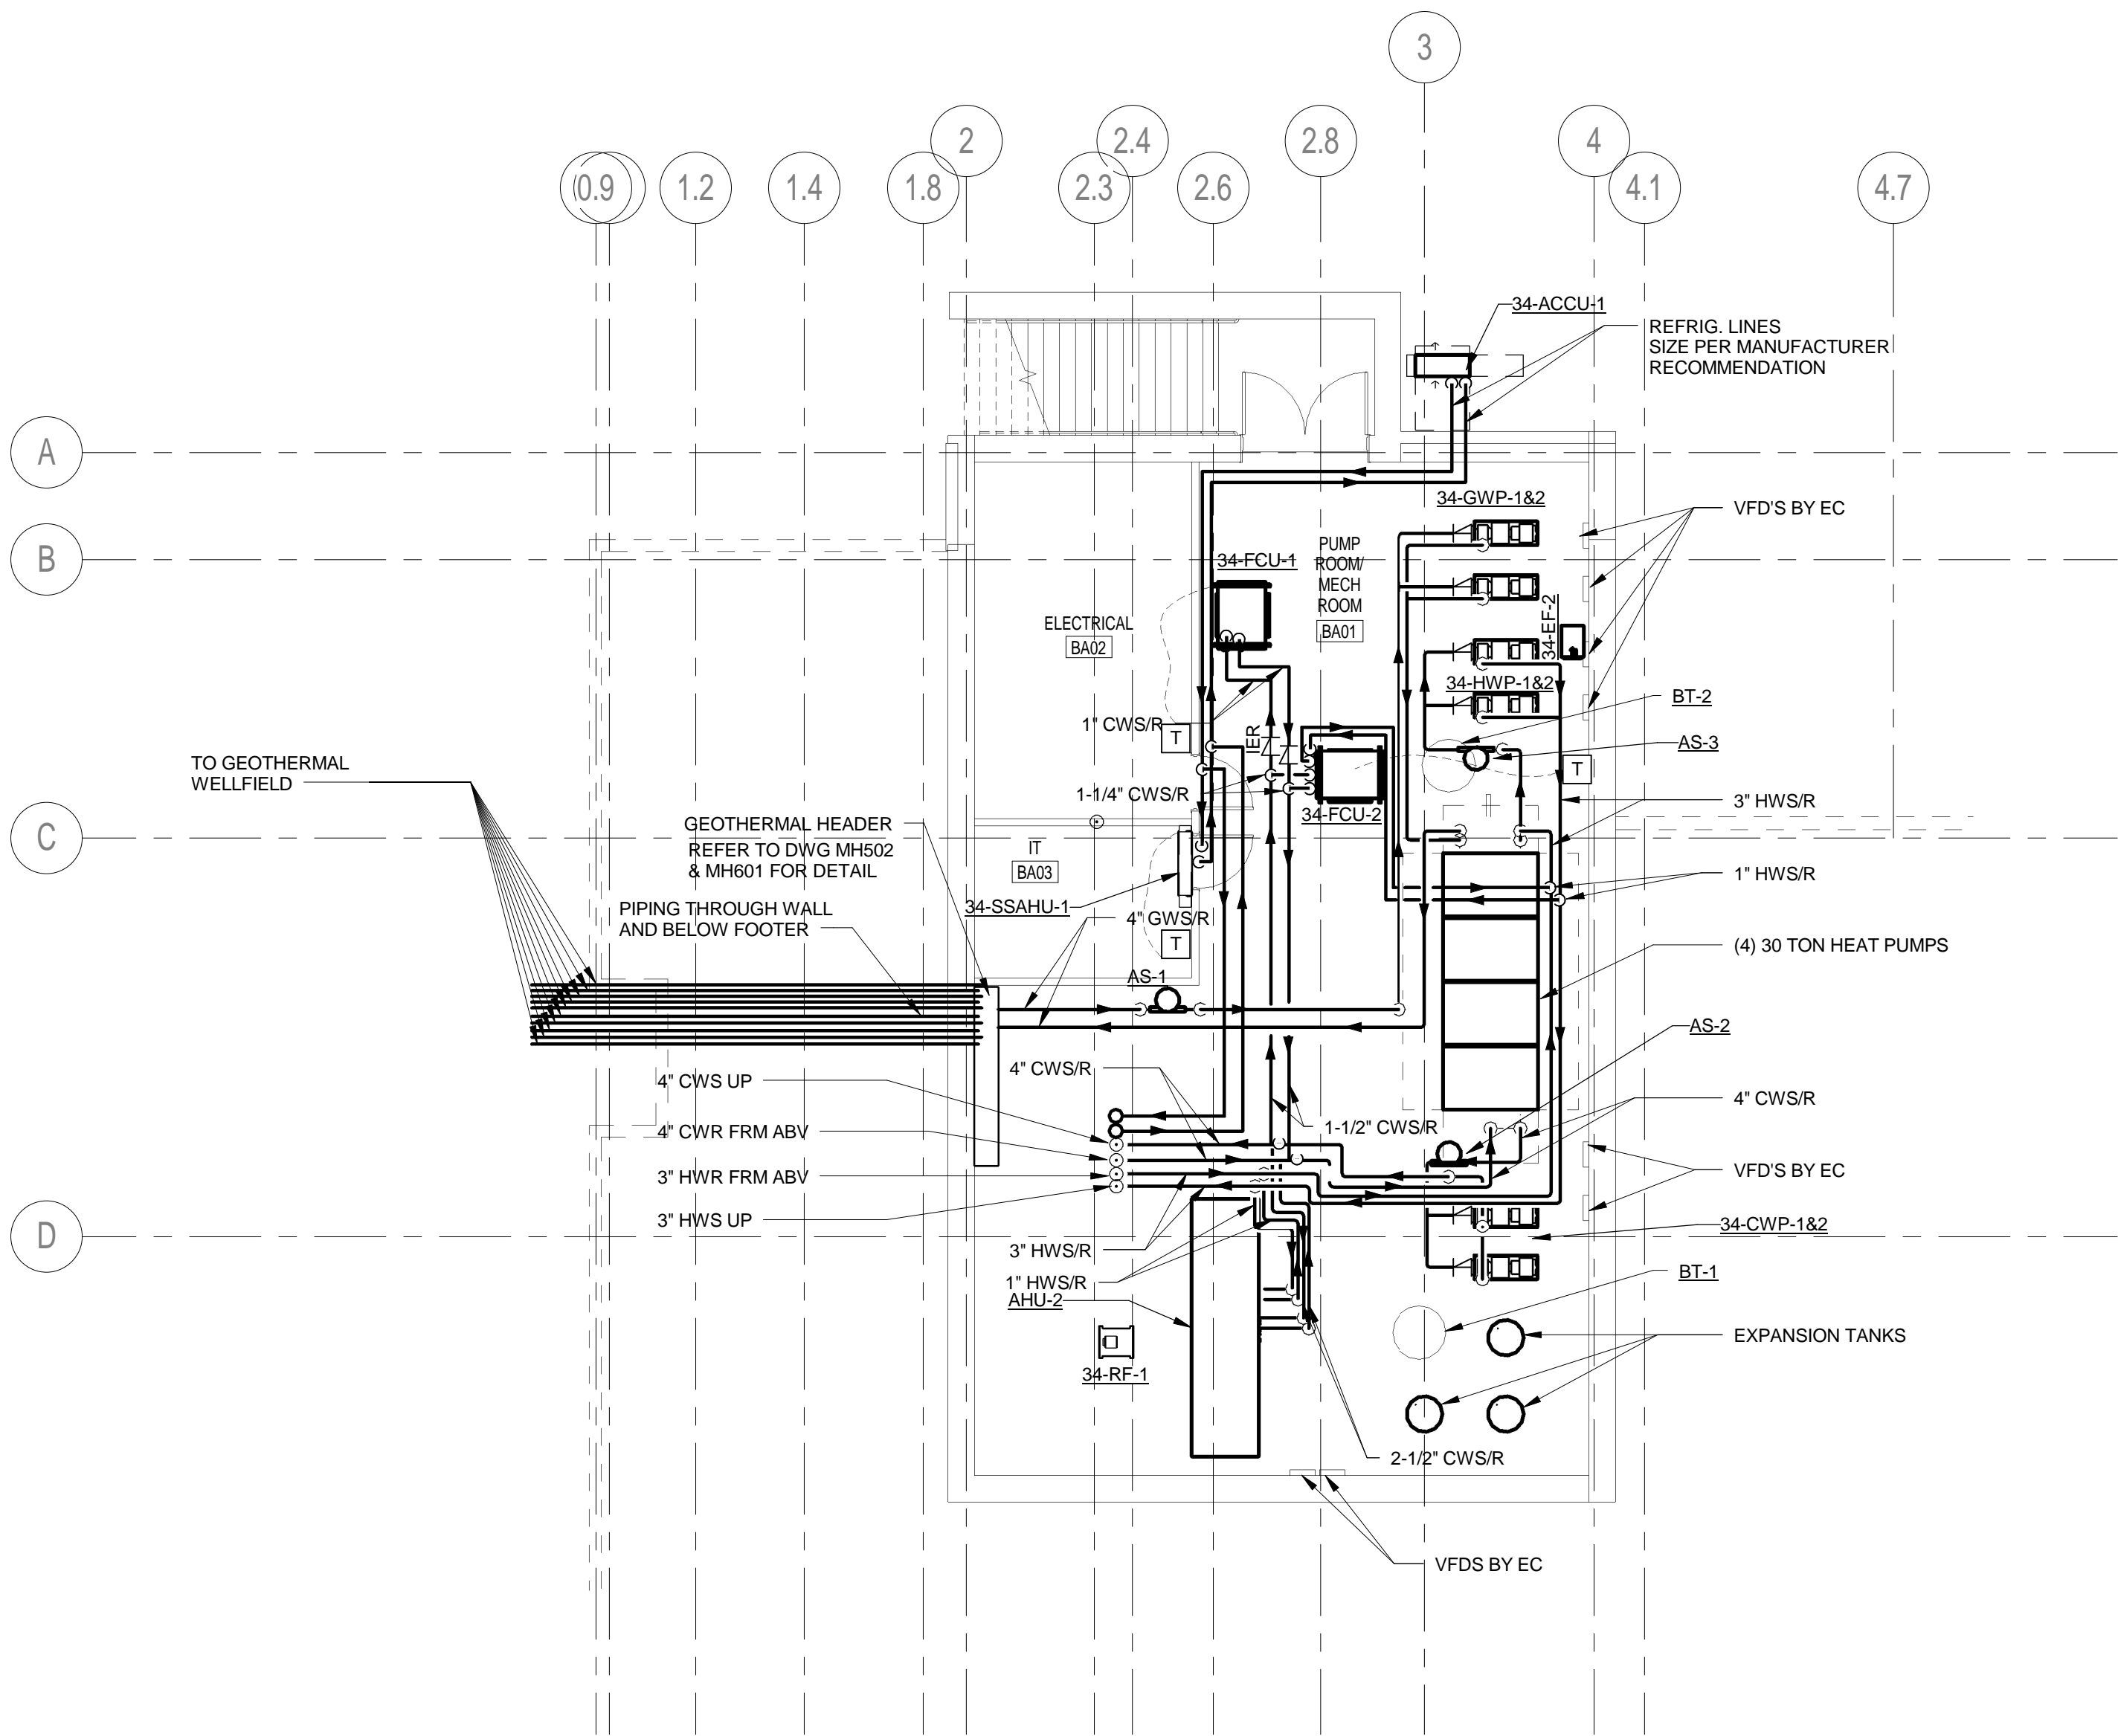 3
2
2.4
2.8
4
0.9
1.2
1.4
1.8
2.3
2.6
4.1
4.7
34-ACCU-1
REFRIG. LINES
SIZE PER MANUFACTURER
RECOMMENDATION
A
34-GWP-1&2
VFD'S BY EC
B
34-FCU-1
PUMP
ROOM/
MECH
ROOM
BA01
ELECTRICAL
BA02
34-EF-2
34-HWP-1&2
BT-2
1" CWS/R
T
IER
AS-3
T
TO GEOTHERMAL
WELLFIELD
1-1/4" CWS/R
3" HWS/R
34-FCU-2
C
GEOTHERMAL HEADER
REFER TO DWG MH502
& MH601 FOR DETAIL
IT
BA03
1" HWS/R
PIPING THROUGH WALL
AND BELOW FOOTER
34-SSAHU-1
4" GWS/R
T
(4) 30 TON HEAT PUMPS
AS-1
AS-2
4" CWS/R
4" CWS UP
4" CWS/R
1-1/2" CWS/R
4" CWR FRM ABV
3" HWR FRM ABV
VFD'S BY EC
3" HWS UP
34-CWP-1&2
D
3" HWS/R
1" HWS/R
AHU-2
BT-1
EXPANSION TANKS
34-RF-1
2-1/2" CWS/R
VFDS BY EC